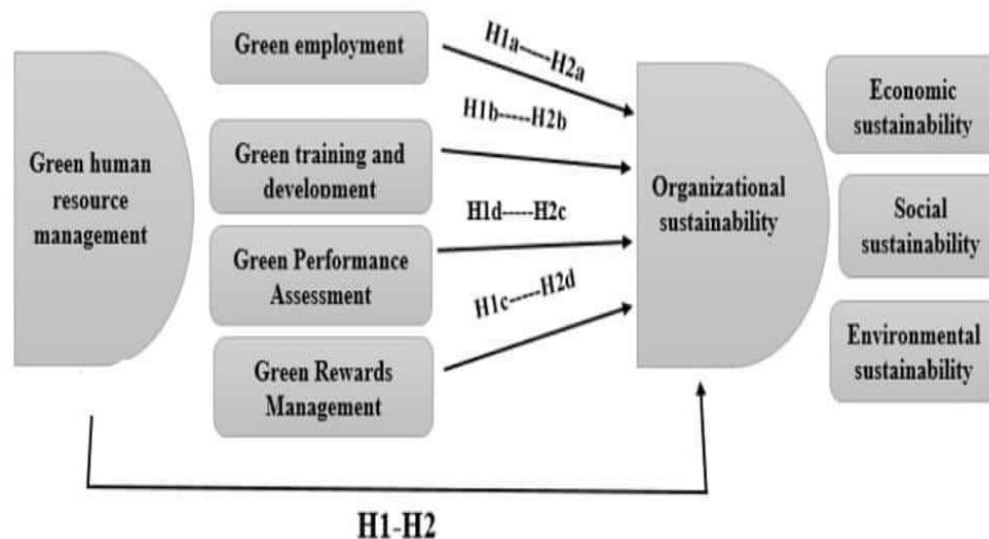 Green human
resource
management
Green employment
Green training and
development
Green Performance
Assessment
Green Rewards
Management
H1a-----H2a
H1b-----H2b
H1d-----H2c
H1c-----H2d
Organizational
sustainability
Economic
sustainability
Social
sustainability
Environmental
sustainability
H1-H2